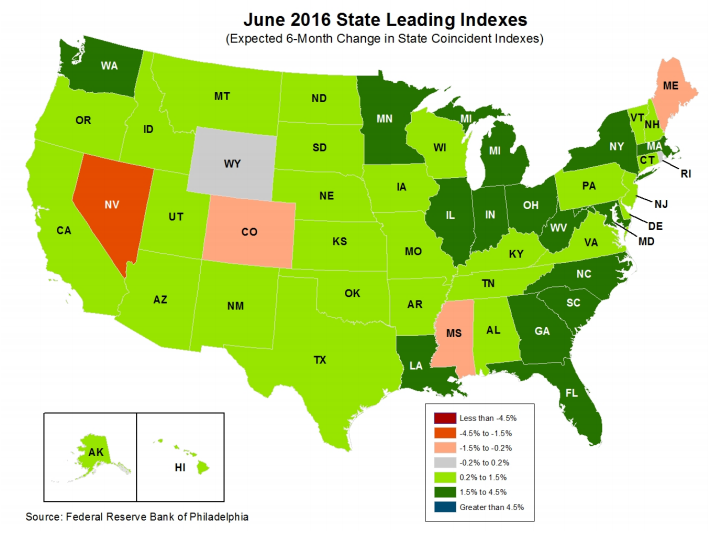 June 2016 State Leading Indexes
(Expected 6-Month Change in State Coincident Indexes)
WA
MT
ND
MN
MI
ME
OR
ID
SD
WI
MI
NY
VT
NH
MA
CT
RI
WY
NV
UT
CO
NE
IA
IL
IN
OH
PA
NJ
DE
MD
CA
KS
MO
KY
WV
VA
AZ
NM
OK
AR
TN
NC
SC
TX
LA
MS
AL
GA
FL
AK
HI
Less than -4.5%
-4.5% to -1.5%
-1.5% to -0.2%
-0.2% to 0.2%
0.2% to 1.5%
1.5% to 4.5%
Greater than 4.5%
Source: Federal Reserve Bank of Philadelphia